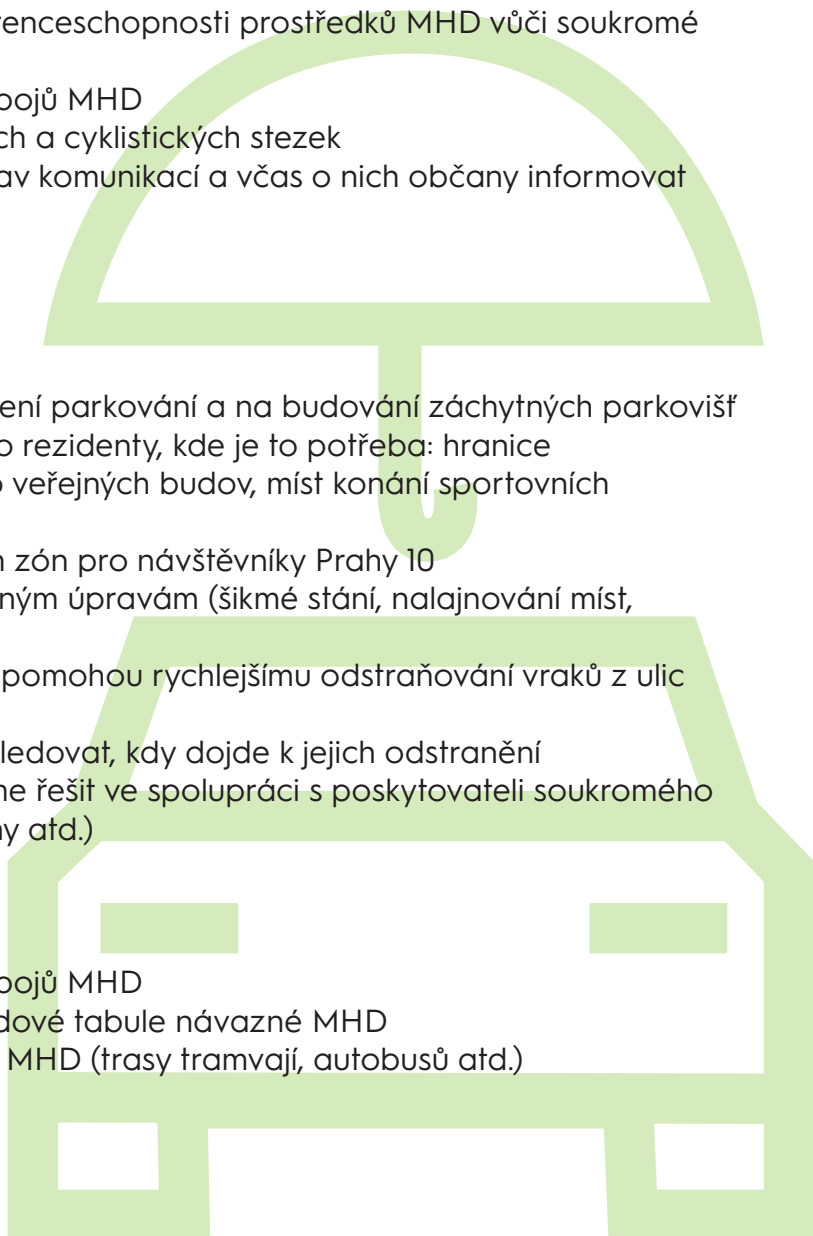 renceschopnosti prostředků MHD vůči soukromé
pojů MHD
ch a cyklistických stezek
av komunikací a včas o nich občany informovat
ení parkování a na budování záchytných parkovišť
o rezidenty, kde je to potřeba: hranice
o veřejných budov, míst konání sportovních
h zón pro návštěvníky Prahy 10
ným úpravám (šikmé stání, nalajnování míst,
pomohou rychlejšímu odstraňování vraků z ulic
ledovat, kdy dojde k jejich odstranění
ne řešit ve spolupráci s poskytovateli soukromého
ny atd.)
pojů MHD
dové tabule návazné MHD
MHD (trasy tramvají, autobusů atd.)